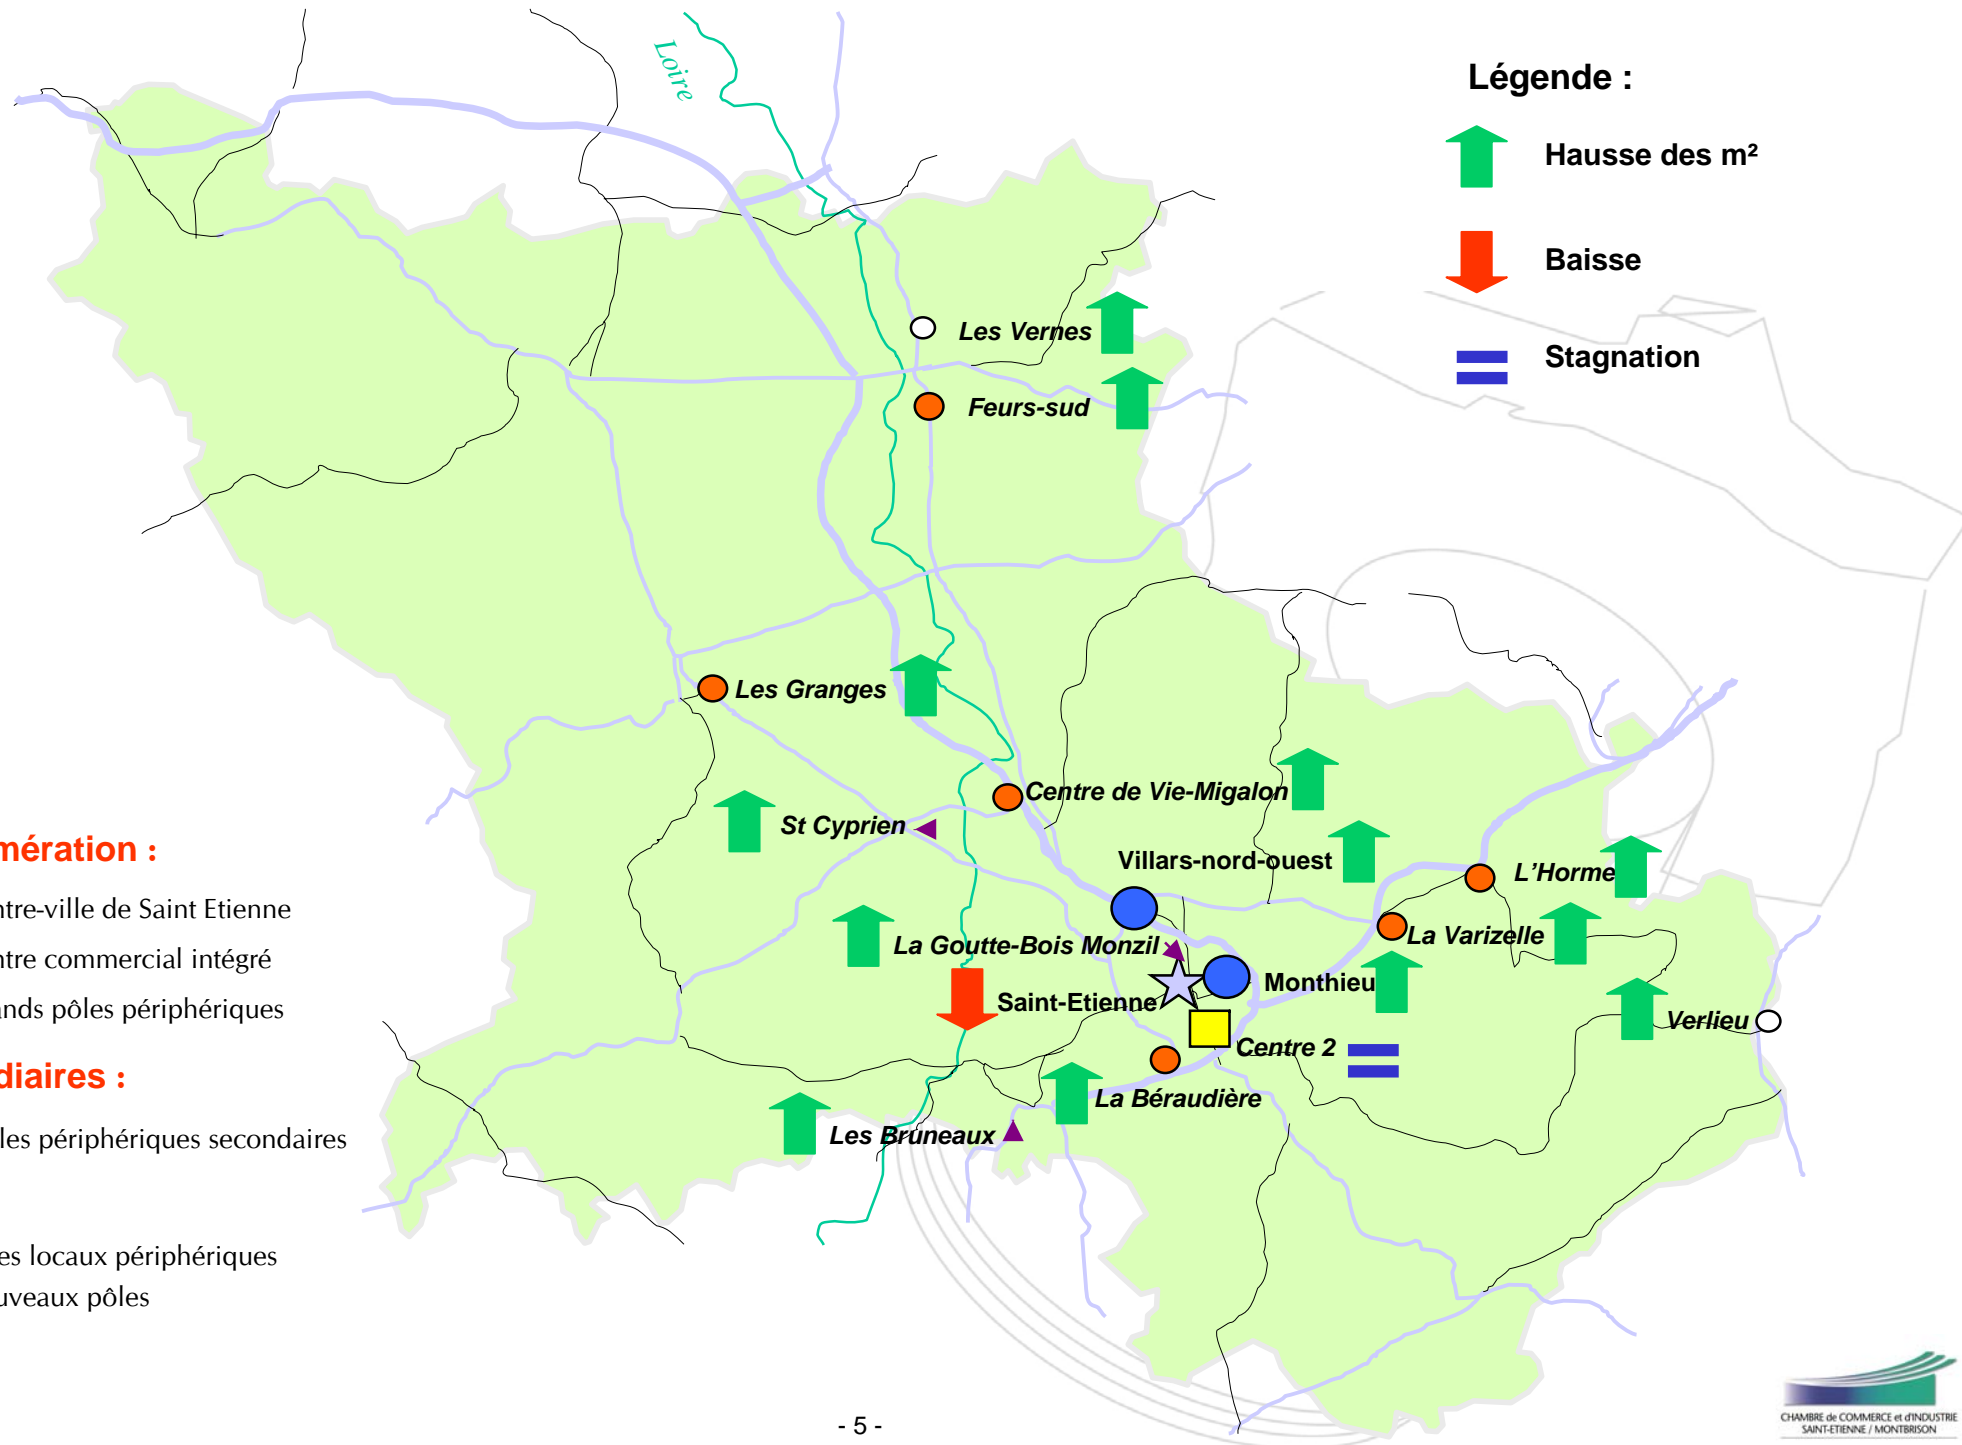 Loire
Légende :
Hausse des m²
Baisse
Stagnation
Les Vernes
Feurs-sud
Les Granges
Centre de Vie-Migalon
St Cyprien
Villars-nord-ouest
L'Horme
La Varizelle
La Goutte-Bois Monzil
Monthieu
Saint-Etienne
Verlieu
Centre 2
La Béraudière
Les Bruneaux
mération :
ntre-ville de Saint Etienne
ntre commercial intégré
ands pôles périphériques
diaires :
les périphériques secondaires
es locaux périphériques
uveaux pôles
- 5 -
CHAMBRE de COMMERCE et d'INDUSTRIE
SAINT-ETIENNE / MONTBRISON